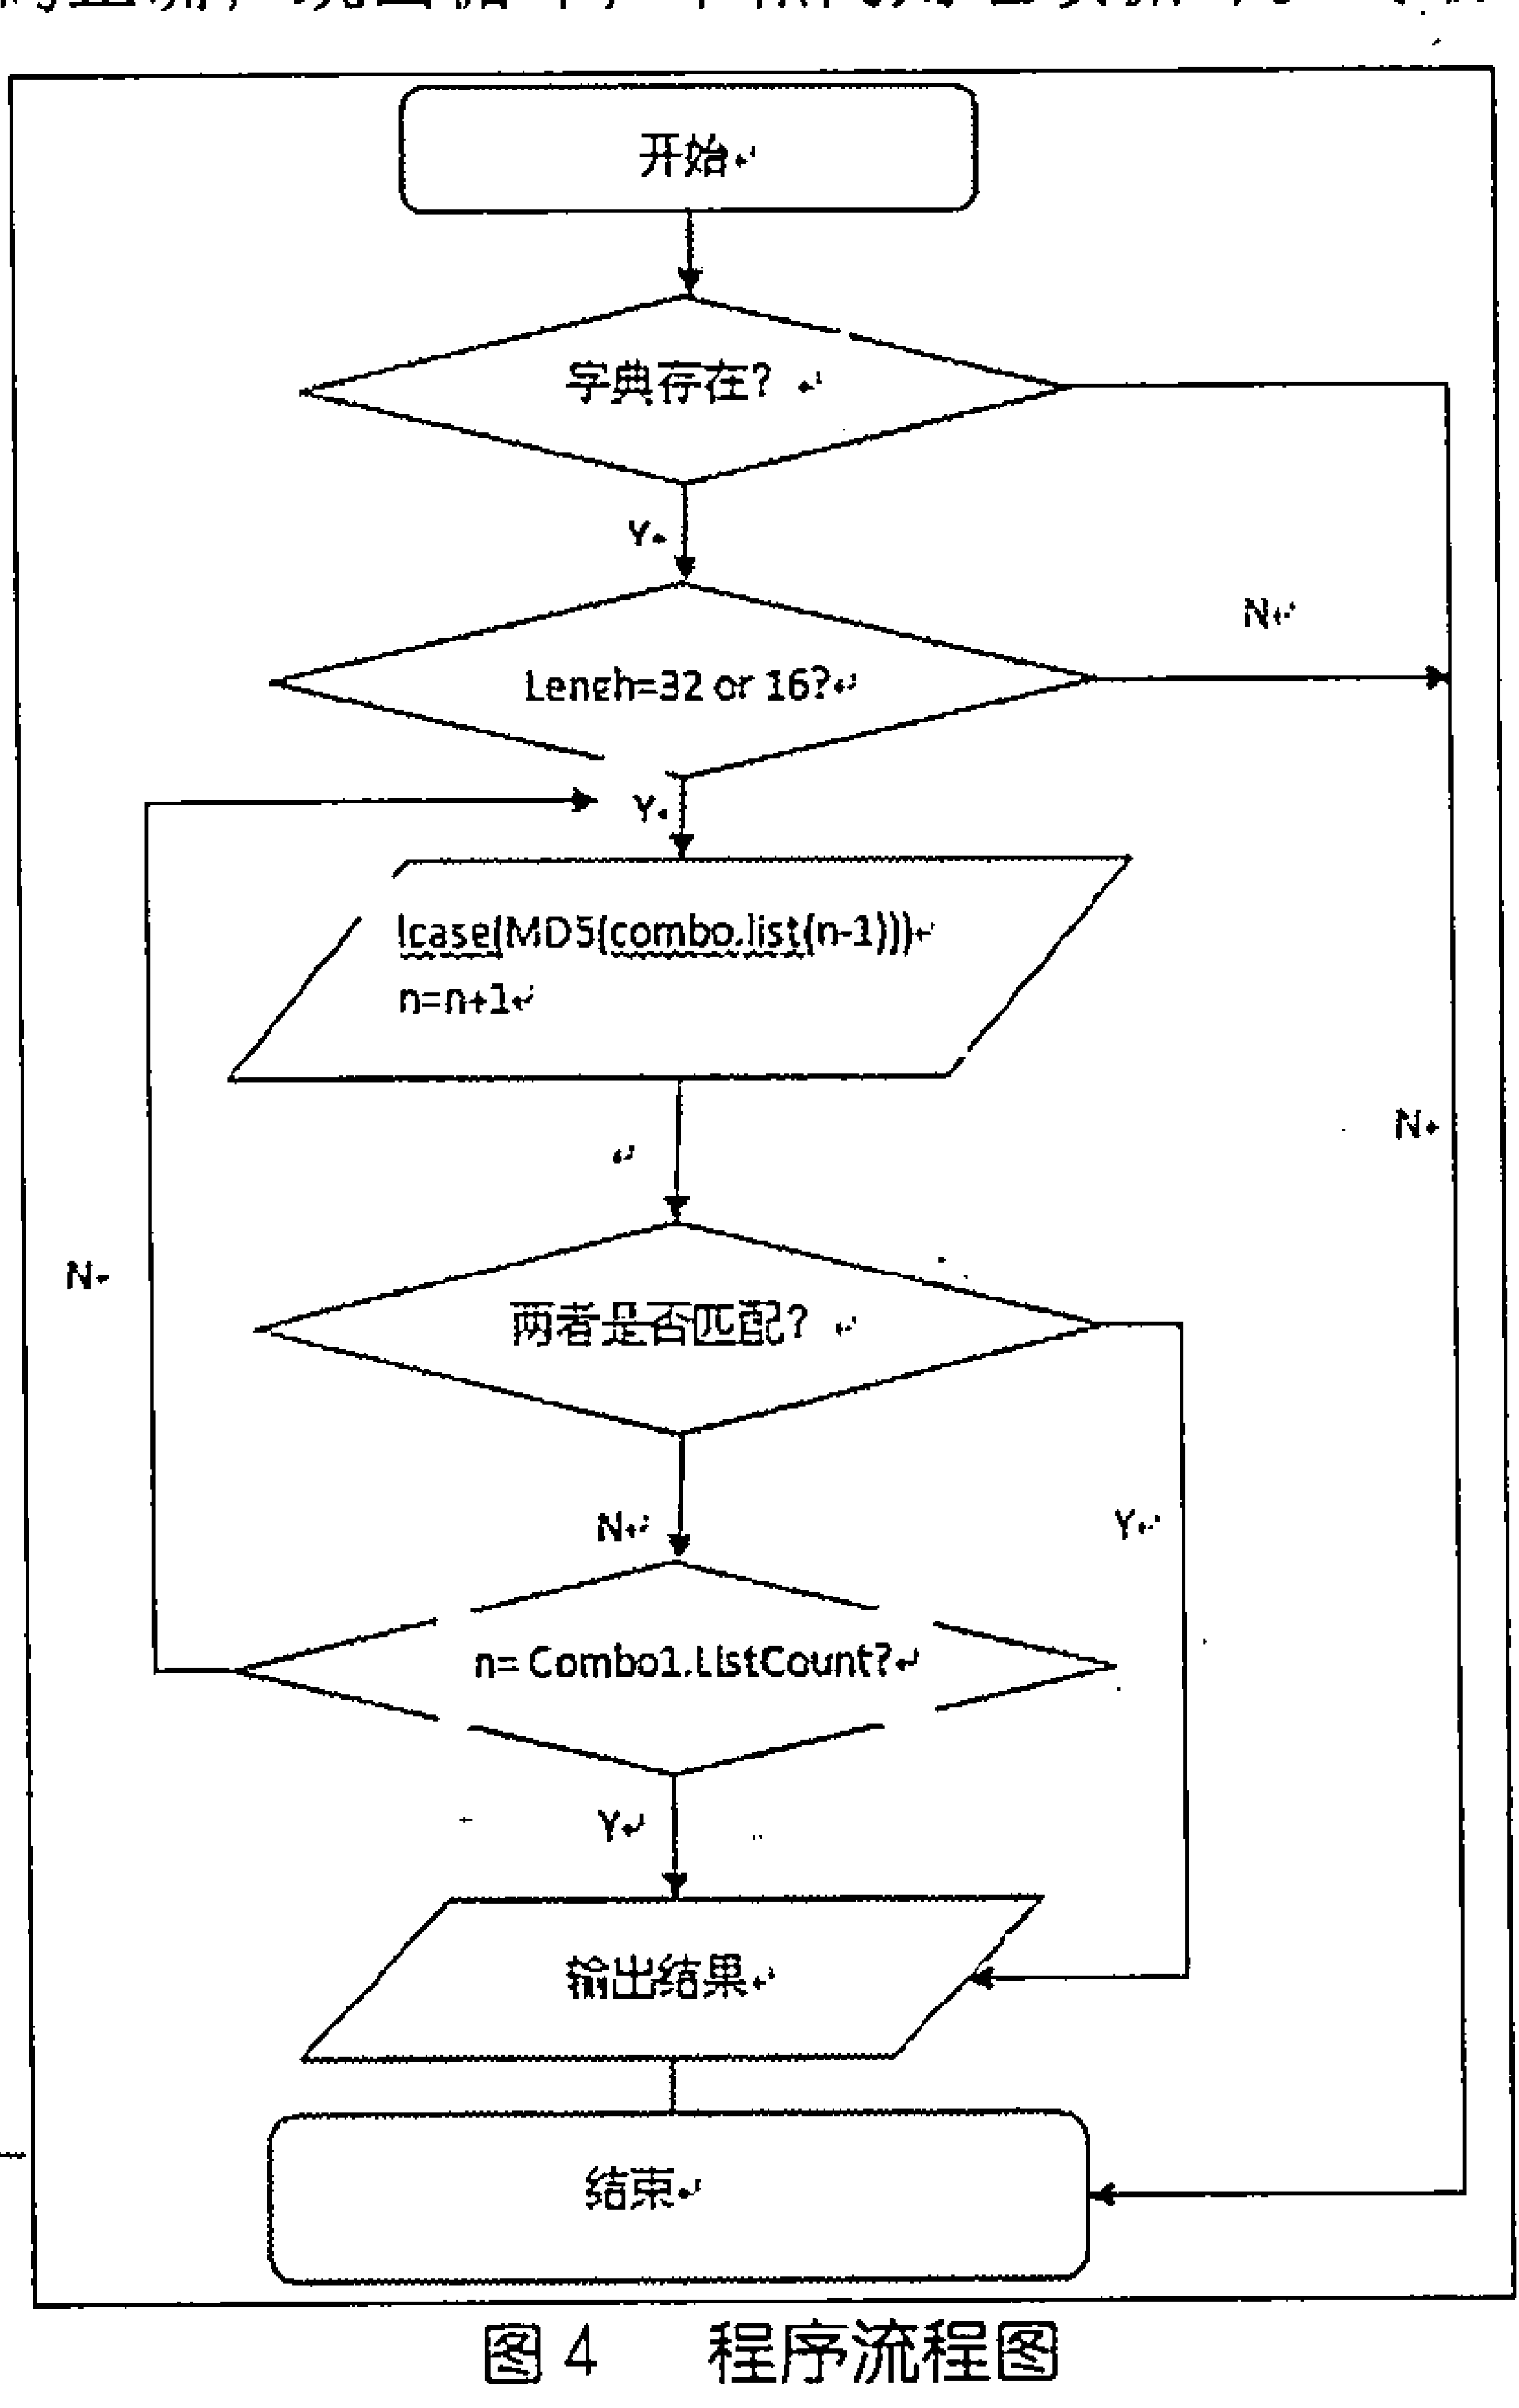 开始
字典存在?
Y
Lengh=32 or 16?
N
Y
lcase(MD5(combo.list(n-1)))
n=n+1
N
两者是否匹配?
N
N
Y
n= Combo1.ListCount?
Y
输出结果
结束
图4 程序流程图